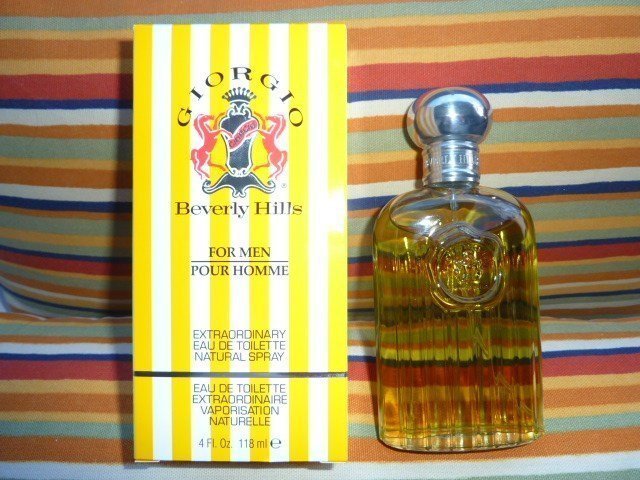 GIORGIO
Beverly Hills
FOR MEN
POUR HOMME
EXTRAORDINARY
EAU DE TOILETTE
NATURAL SPRAY
EAU DE TOILETTE
EXTRAORDINAIRE
VAPORISATION
NATURELLE
4 Fl. Oz. 118 ml ℮